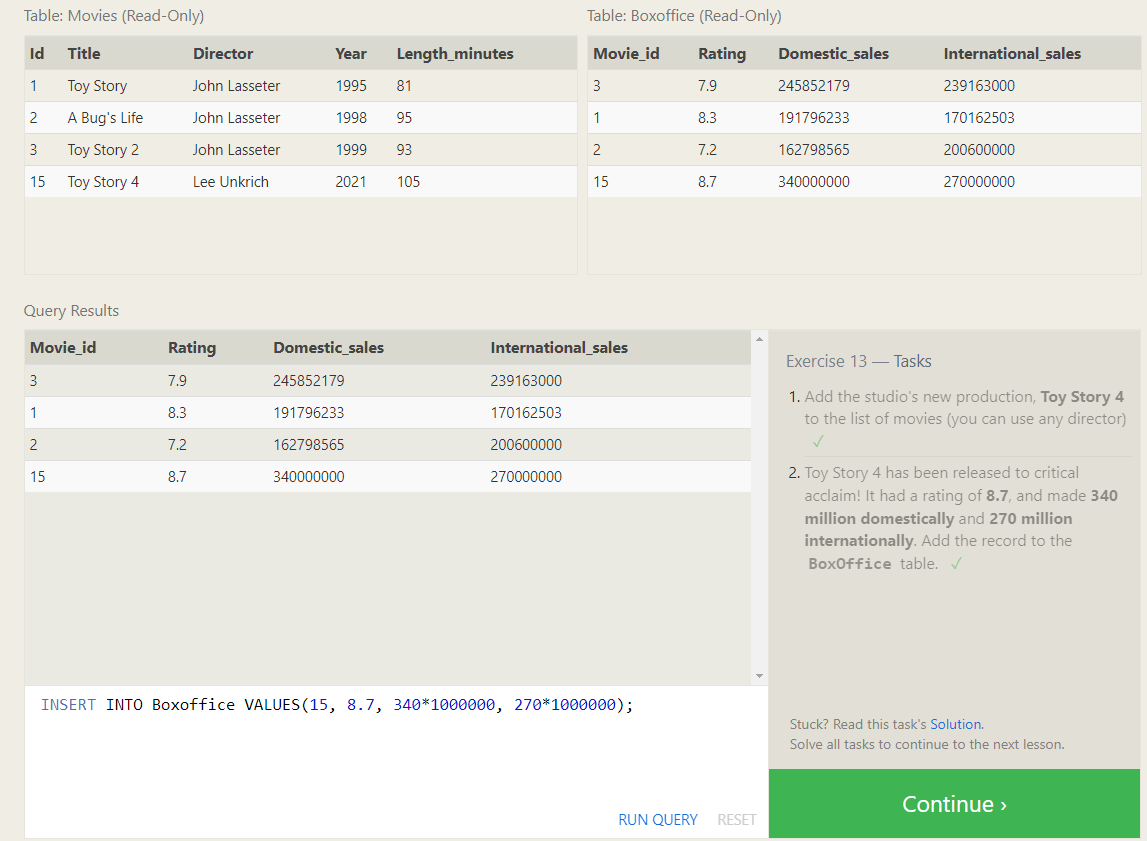 Table: Movies (Read-Only)
Id Title Director Year Length_minutes
1 Toy Story John Lasseter 1995 81
2 A Bug's Life John Lasseter 1998 95
3 Toy Story 2 John Lasseter 1999 93
15 Toy Story 4 Lee Unkrich 2021 105
Table: Boxoffice (Read-Only)
Movie_id Rating Domestic_sales International_sales
3 7.9 245852179 239163000
1 8.3 191796233 170162503
2 7.2 162798565 200600000
15 8.7 340000000 270000000
Query Results
Movie_id Rating Domestic_sales International_sales
3 7.9 245852179 239163000
1 8.3 191796233 170162503
2 7.2 162798565 200600000
15 8.7 340000000 270000000
INSERT INTO Boxoffice VALUES(15, 8.7, 340*1000000, 270*1000000);
RUN QUERY RESET
Exercise 13 — Tasks
1. Add the studio's new production, Toy Story 4
to the list of movies (you can use any director)
✓
2. Toy Story 4 has been released to critical
acclaim! It had a rating of 8.7, and made 340
million domestically and 270 million
internationally. Add the record to the
BoxOffice table. ✓
Stuck? Read this task's Solution.
Solve all tasks to continue to the next lesson.
Continue ›